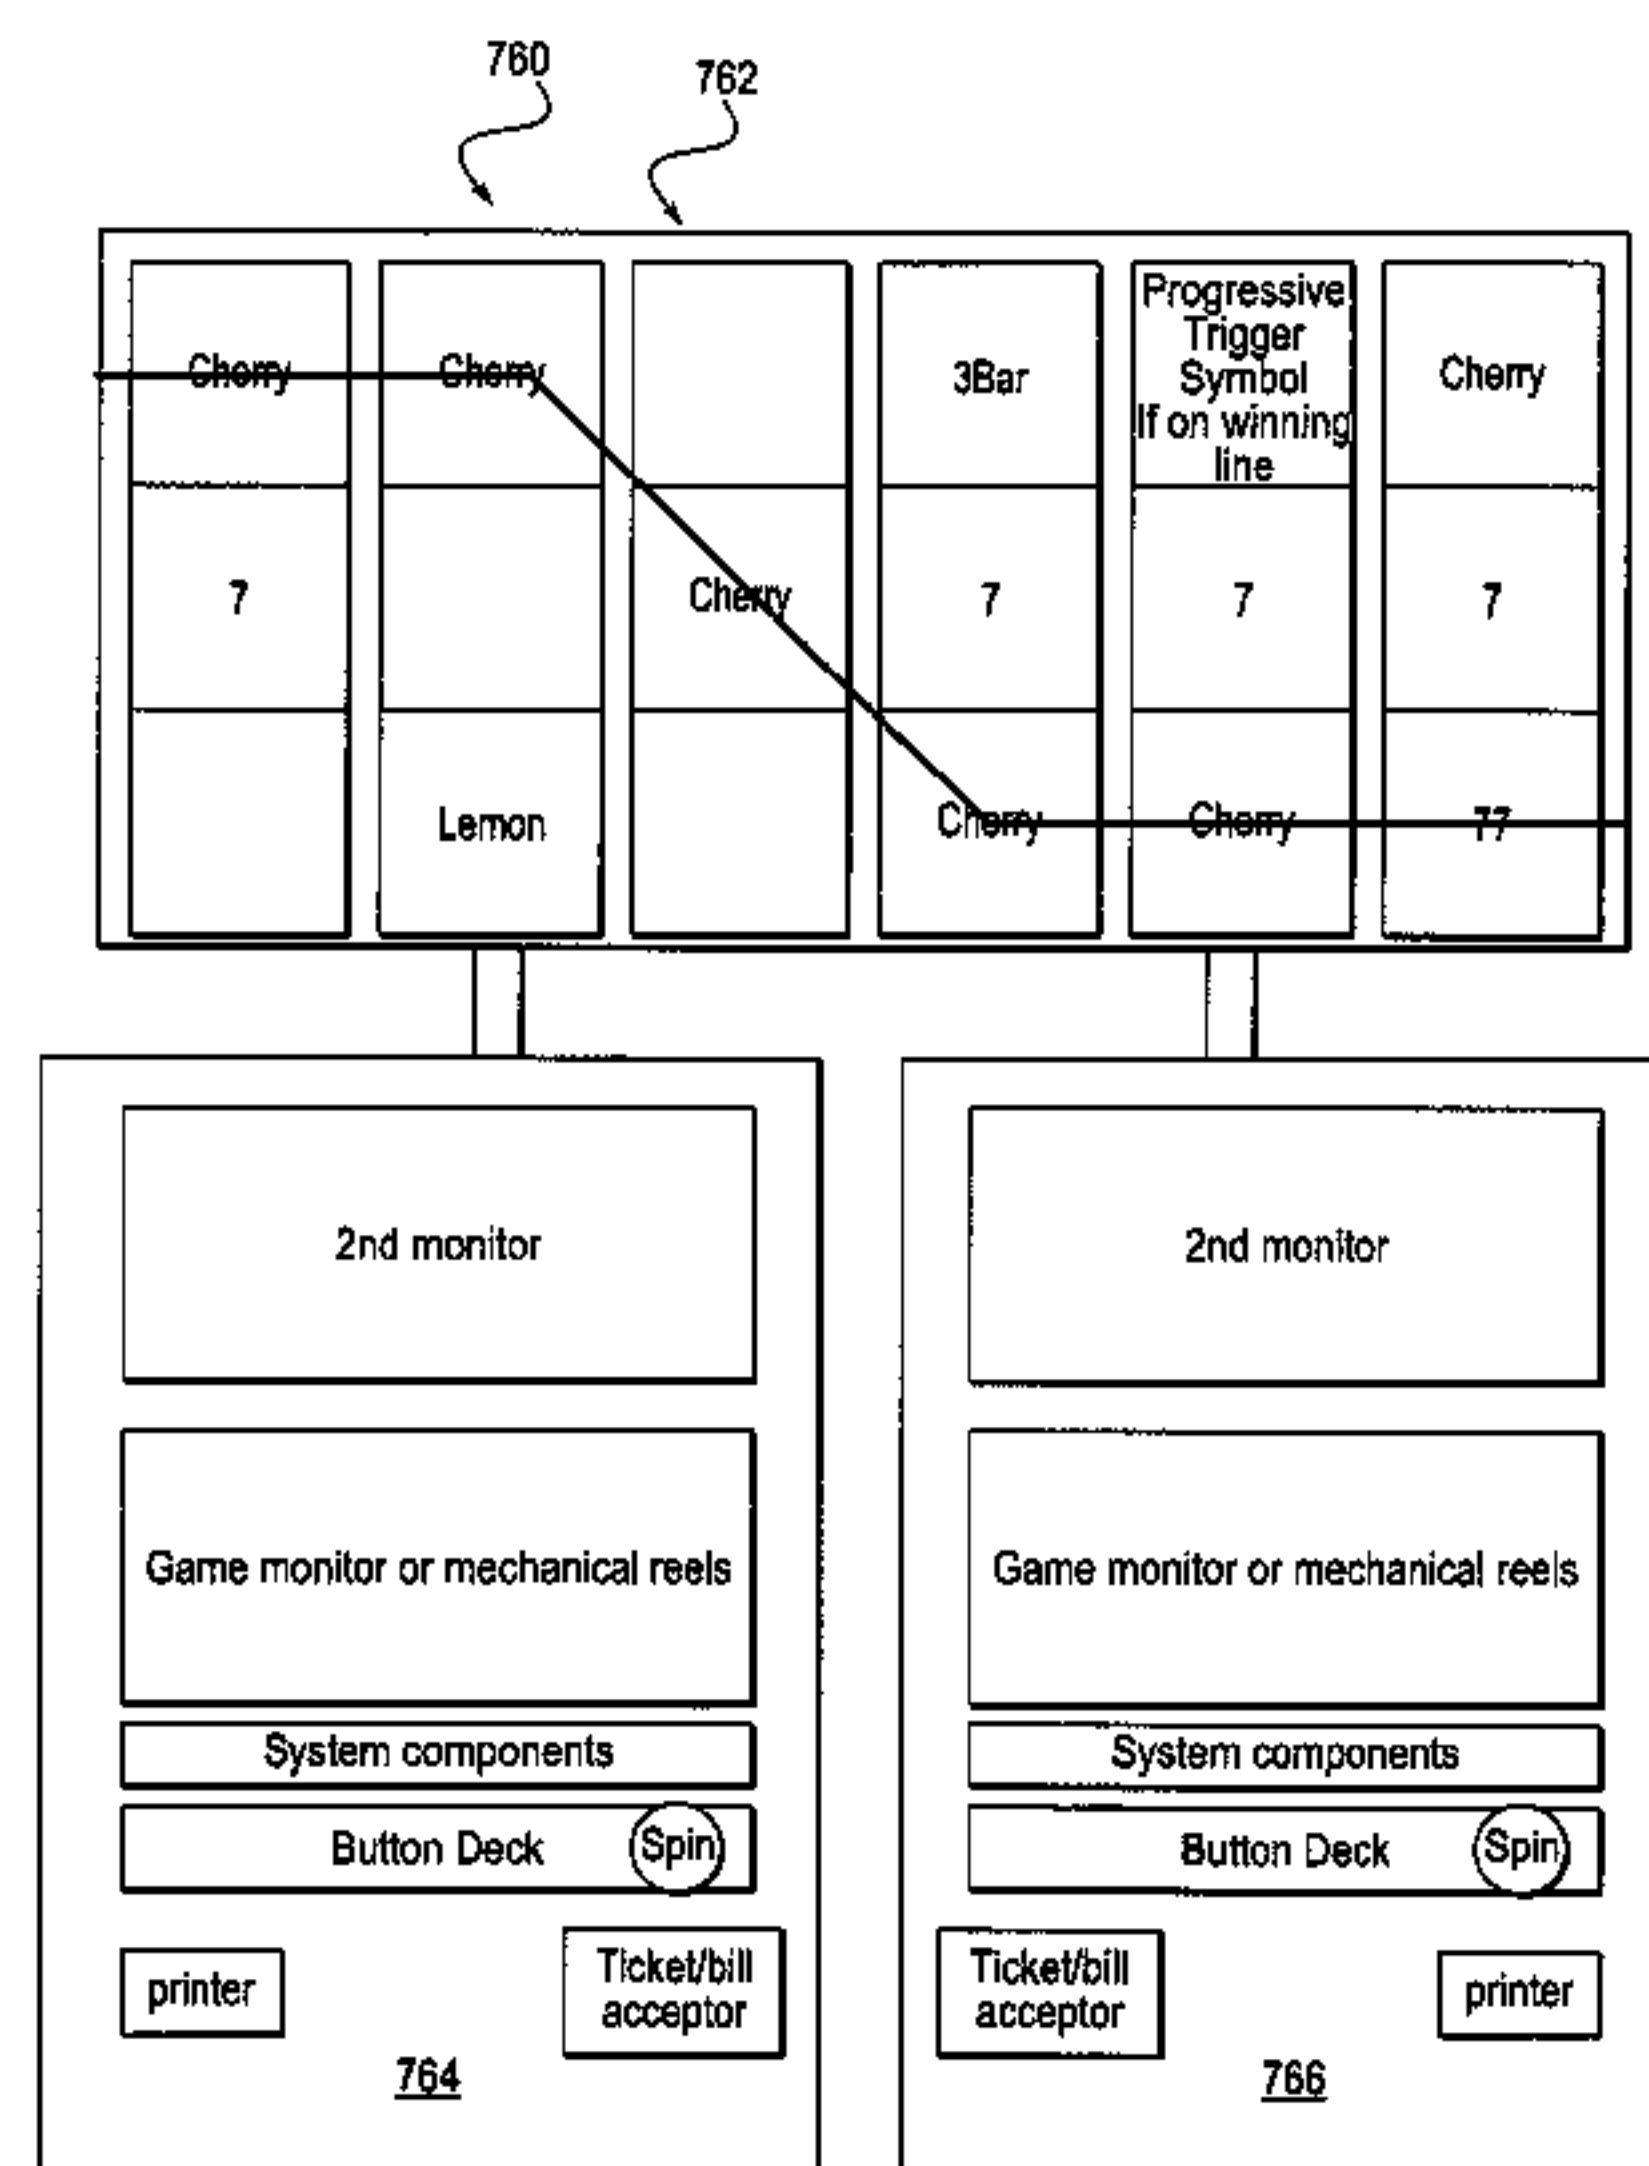 760
762
Cherry Cherry 3Bar Progressive Trigger Symbol If on winning line Cherry
7 Cherry 7 7 7
Lemon Cherry Cherry 77
2nd monitor
2nd monitor
Game monitor or mechanical reels
Game monitor or mechanical reels
System components
System components
Button Deck Spin
Button Deck Spin
printer
Ticket/bill
acceptor
Ticket/bill
acceptor
printer
764
766